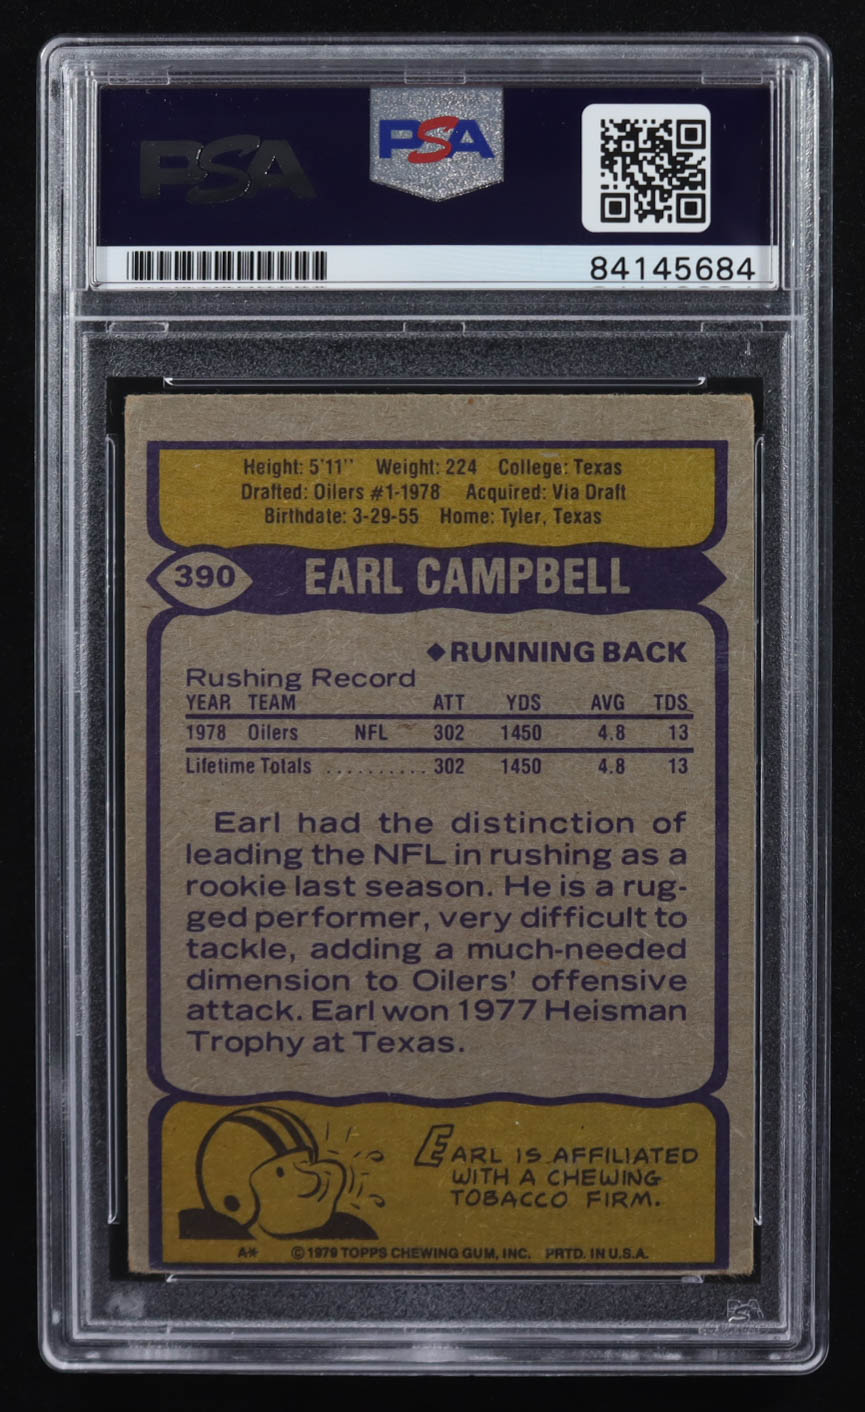 PSA
PSA
84145684
Height: 5'11" Weight: 224 College: Texas
Drafted: Oilers #1-1978 Acquired: Via Draft
Birthdate: 3-29-55 Home: Tyler, Texas
390 EARL CAMPBELL
◆RUNNING BACK
Rushing Record
YEAR TEAM ATT YDS AVG TDS
1978 Oilers NFL 302 1450 4.8 13
Lifetime Totals .......... 302 1450 4.8 13
Earl had the distinction of
leading the NFL in rushing as a
rookie last season. He is a rug-
ged performer, very difficult to
tackle, adding a much-needed
dimension to Oilers' offensive
attack. Earl won 1977 Heisman
Trophy at Texas.
EARL IS AFFILIATED
WITH A CHEWING
TOBACCO FIRM.
A* ©1979 TOPPS CHEWING GUM, INC. PRTD. IN U.S.A.
PSA